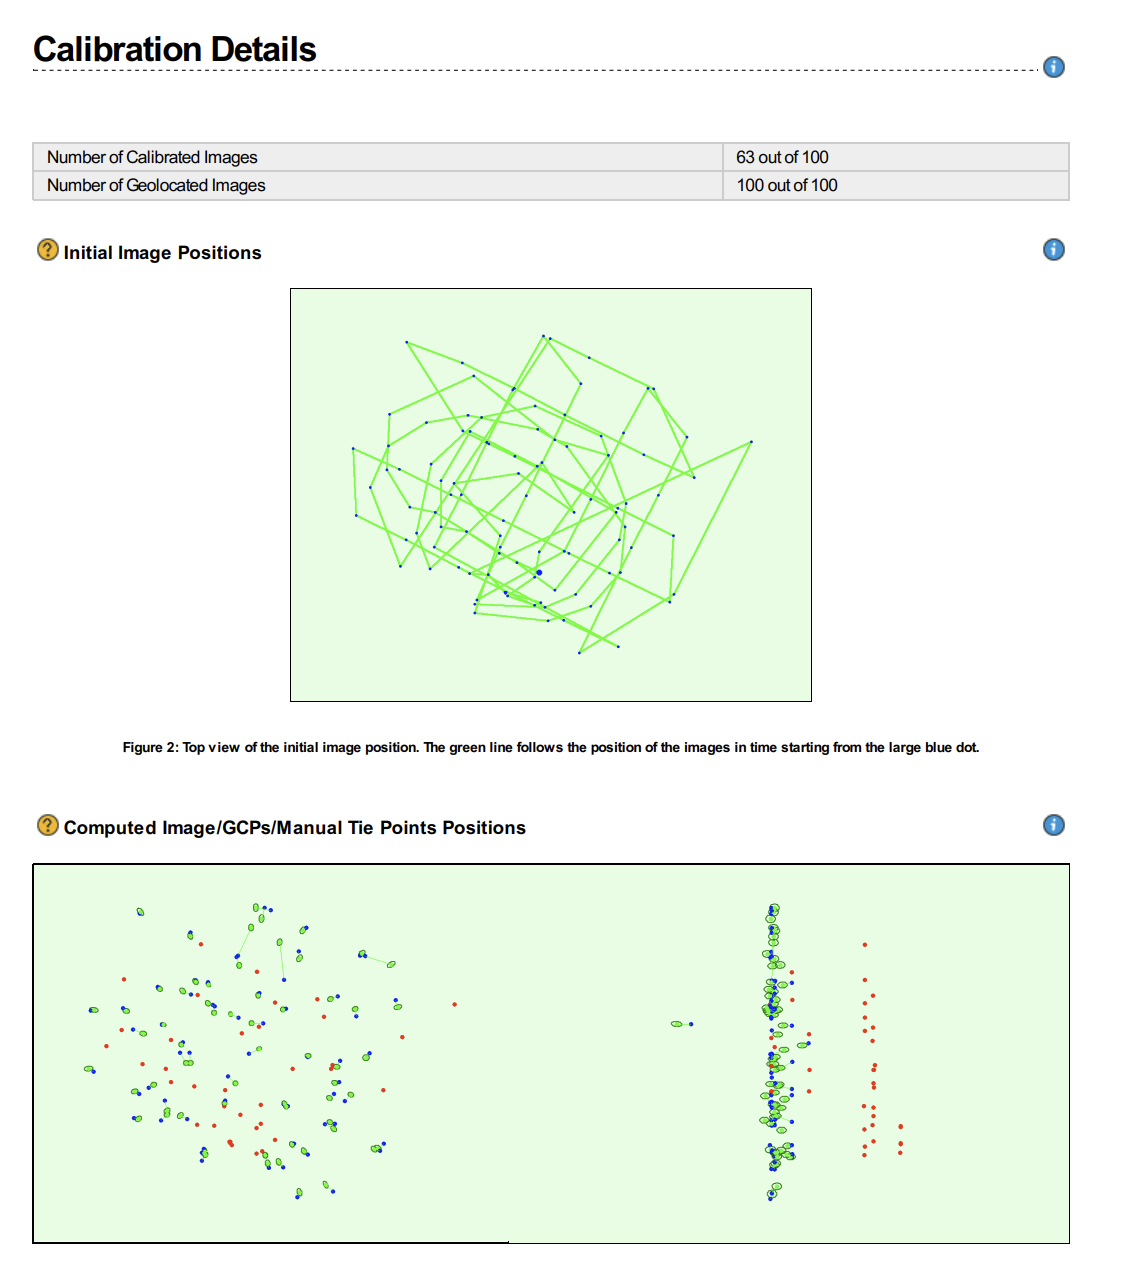 Calibration Details
Number of Calibrated Images 63 out of 100
Number of Geolocated Images 100 out of 100
Initial Image Positions
Figure 2: Top view of the initial image position. The green line follows the position of the images in time starting from the large blue dot.
Computed Image/GCPs/Manual Tie Points Positions